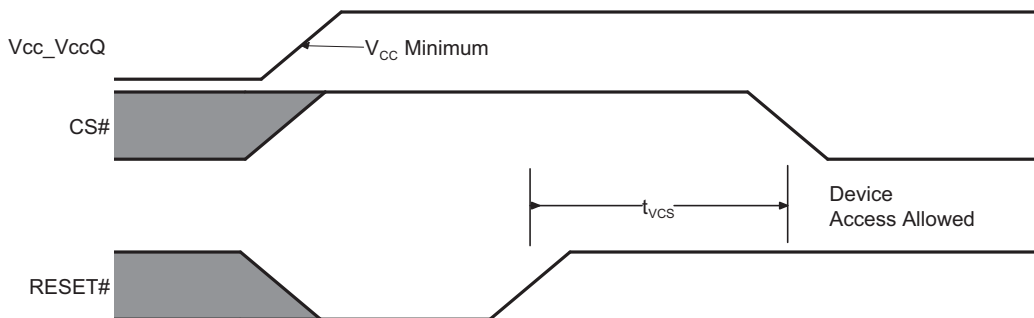 Vcc_VccQ
VCC Minimum
CS#
tVCS
Device
Access Allowed
RESET#